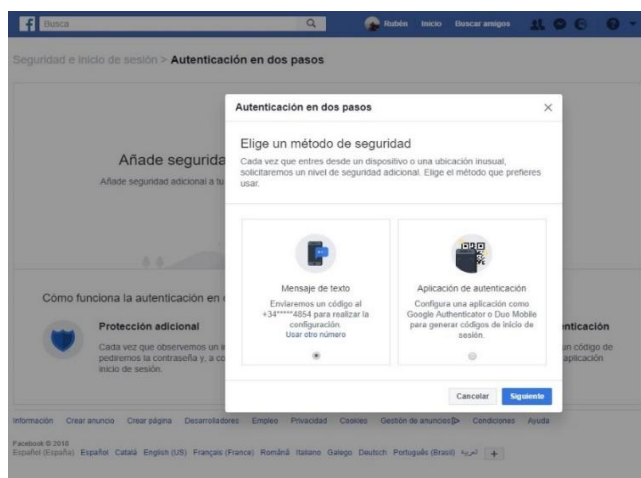 f Busca Rubén Inicio Buscar amigos
Seguridad e inicio de sesión > Autenticación en dos pasos
Autenticación en dos pasos
Elige un método de seguridad
Cada vez que entres desde un dispositivo o una ubicación inusual,
solicitaremos un nivel de seguridad adicional. Elige el método que prefieres
usar.
Añade segurida
Añade seguridad adicional a tu
Mensaje de texto
Enviaremos un código al
+34*****4854 para realizar la
configuración.
Usar otro número
Aplicación de autenticación
Configura una aplicación como
Google Authenticator o Duo Mobile
para generar códigos de inicio de
sesión.
Cancelar Siguiente
Cómo funciona la autenticación en
Protección adicional
Cada vez que observemos un
pediremos la contraseña y, a co
inicio de sesión.
enticación
un código de
aplicación
Información Crear anuncio Crear página Desarrolladores Empleo Privacidad Cookies Gestión de anuncios Condiciones Ayuda
Facebook © 2018
Español (España) Español Català English (US) Français (France) Română Italiano Galego Deutsch Português (Brasil) العربية +